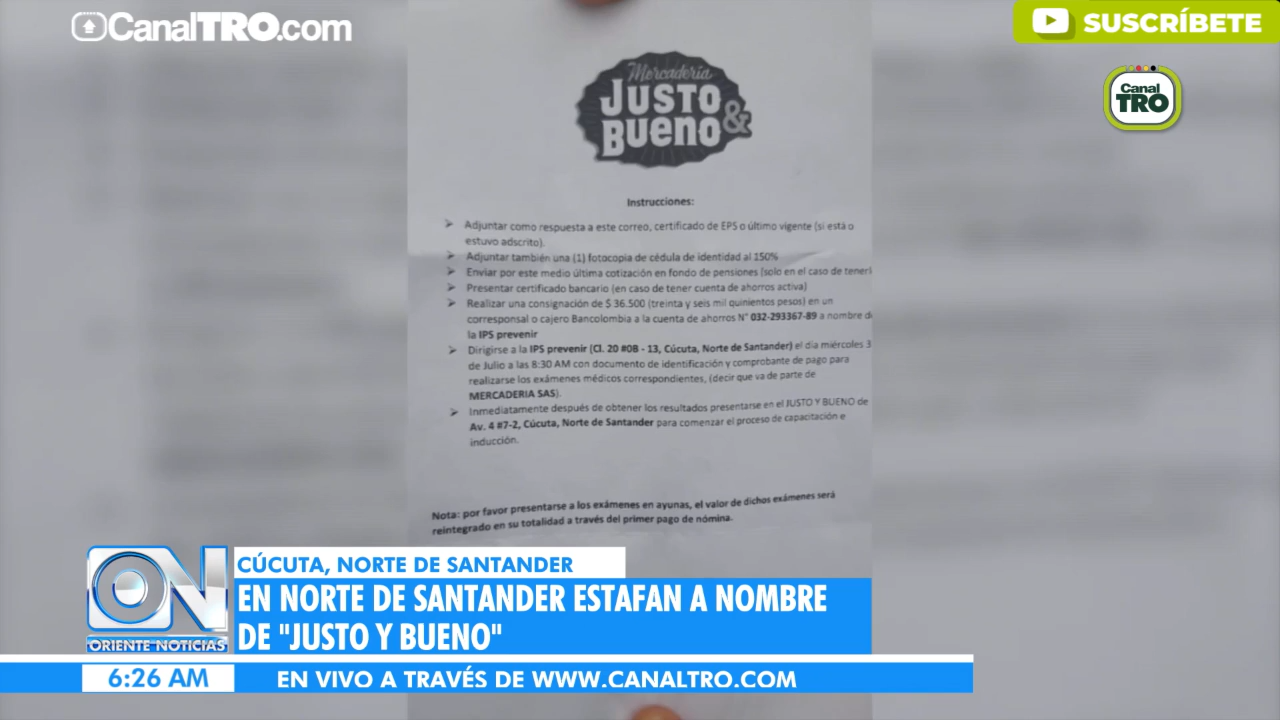 CanalTRO.com
SUSCRÍBETE
Canal
TRO
Mercadería
JUSTO
&
BUENO
Instrucciones:
➤ Adjuntar como respuesta a este correo, certificado de EPS o último vigente (si está o
estuvo adscrito).
➤ Adjuntar también una (1) fotocopia de cédula de identidad al 150%
➤ Enviar por este medio última cotización en fondo de pensiones (solo en el caso de tenerl
➤ Presentar certificado bancario (en caso de tener cuenta de ahorros activa)
➤ Realizar una consignación de $ 36.500 (treinta y seis mil quinientos pesos) en un
corresponsal o cajero Bancolombia a la cuenta de ahorros N° 032-293367-89 a nombre de
la IPS prevenir
➤ Dirigirse a la IPS prevenir (Cl. 20 #0B - 13, Cúcuta, Norte de Santander) el día miércoles 3
de Julio a las 8:30 AM con documento de identificación y comprobante de pago para
realizarse los exámenes médicos correspondientes, (decir que va de parte de
MERCADERIA SAS).
➤ Inmediatamente después de obtener los resultados presentarse en el JUSTO Y BUENO de
Av. 4 #7-2, Cúcuta, Norte de Santander para comenzar el proceso de capacitación e
inducción.
Nota: por favor presentarse a los exámenes en ayunas, el valor de dichos exámenes será
reintegrado en su totalidad a través del primer pago de nómina.
ON
ORIENTE NOTICIAS
CÚCUTA, NORTE DE SANTANDER
EN NORTE DE SANTANDER ESTAFAN A NOMBRE
DE "JUSTO Y BUENO"
6:26 AM
EN VIVO A TRAVÉS DE WWW.CANALTRO.COM